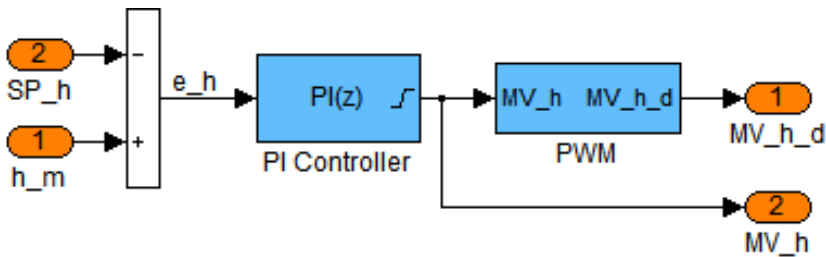 2
−
SP_h
1
+
h_m
e_h
PI(z)
PI Controller
MV_h MV_h_d
PWM
1
MV_h_d
2
MV_h